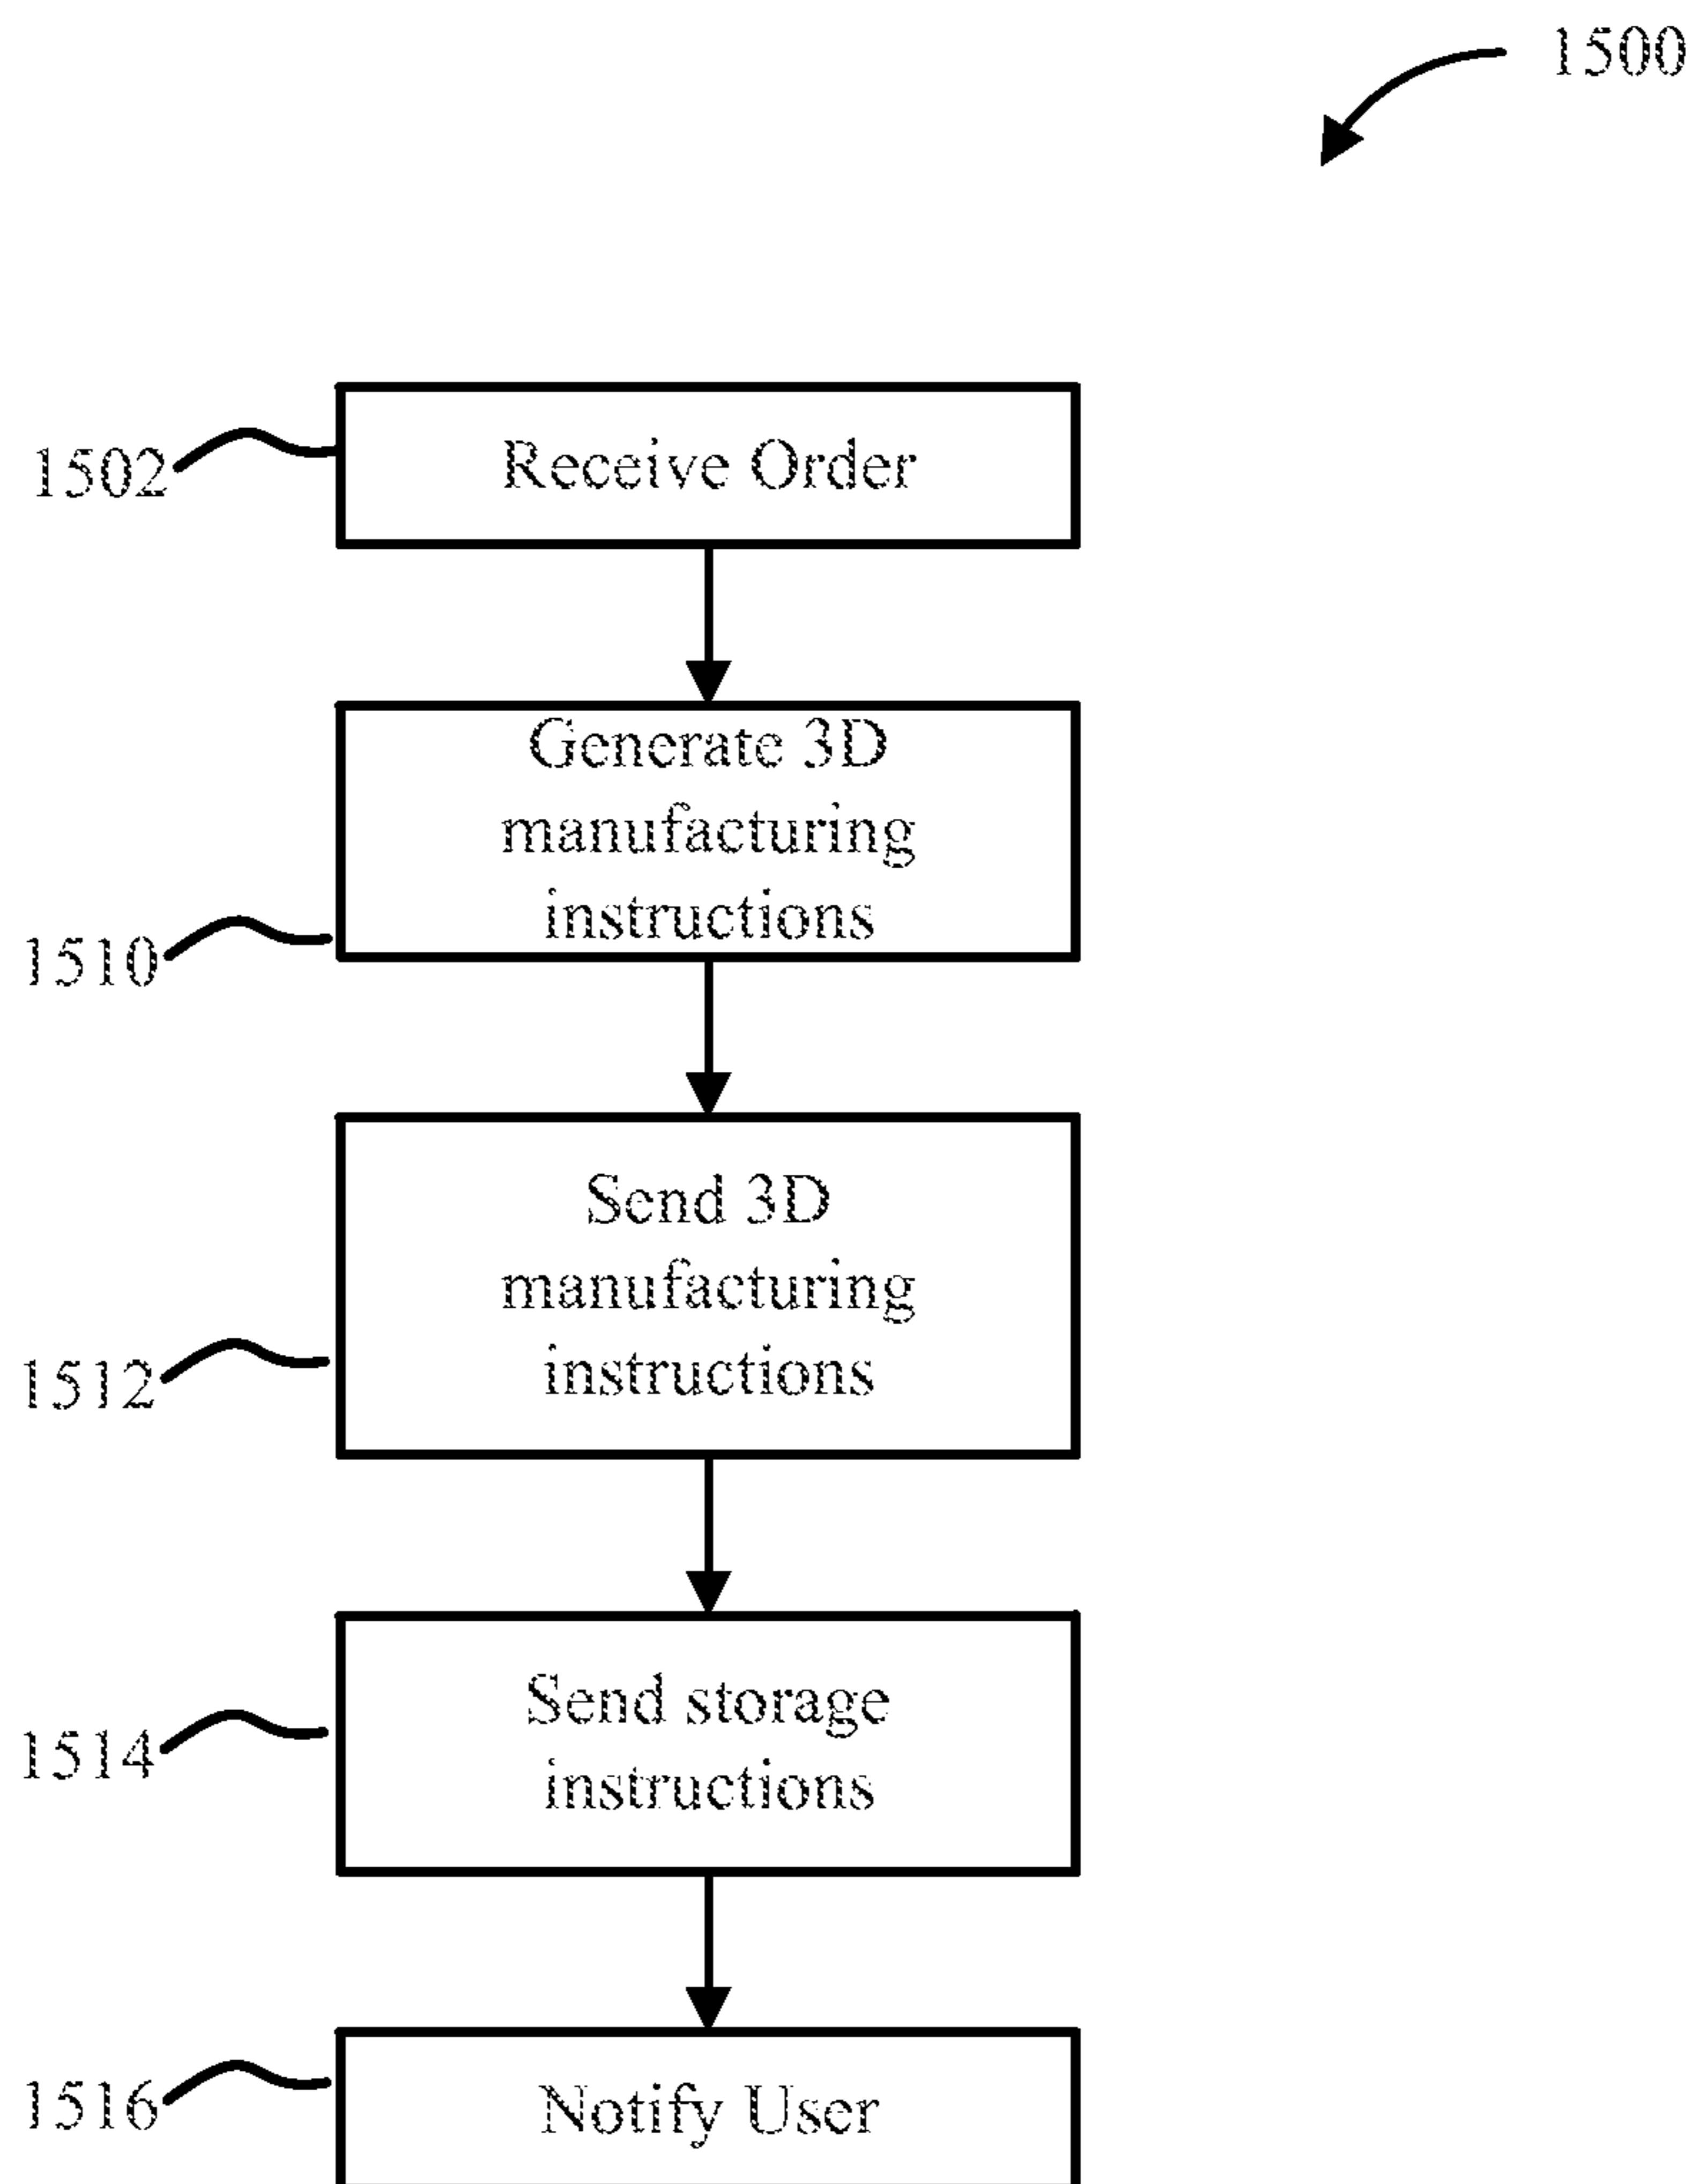 1500
1502
Receive Order
Generate 3D
manufacturing
instructions
1510
Send 3D
manufacturing
instructions
1512
Send storage
instructions
1514
1516
Notify User